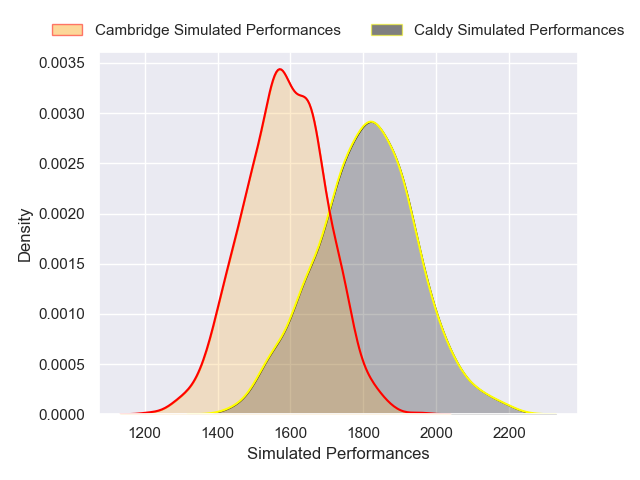 Cambridge Simulated Performances Caldy Simulated Performances
0.0035
0.0030
0.0025
0.0020
0.0015
0.0010
0.0005
0.0000
Density
1200 1400 1600 1800 2000 2200
Simulated Performances